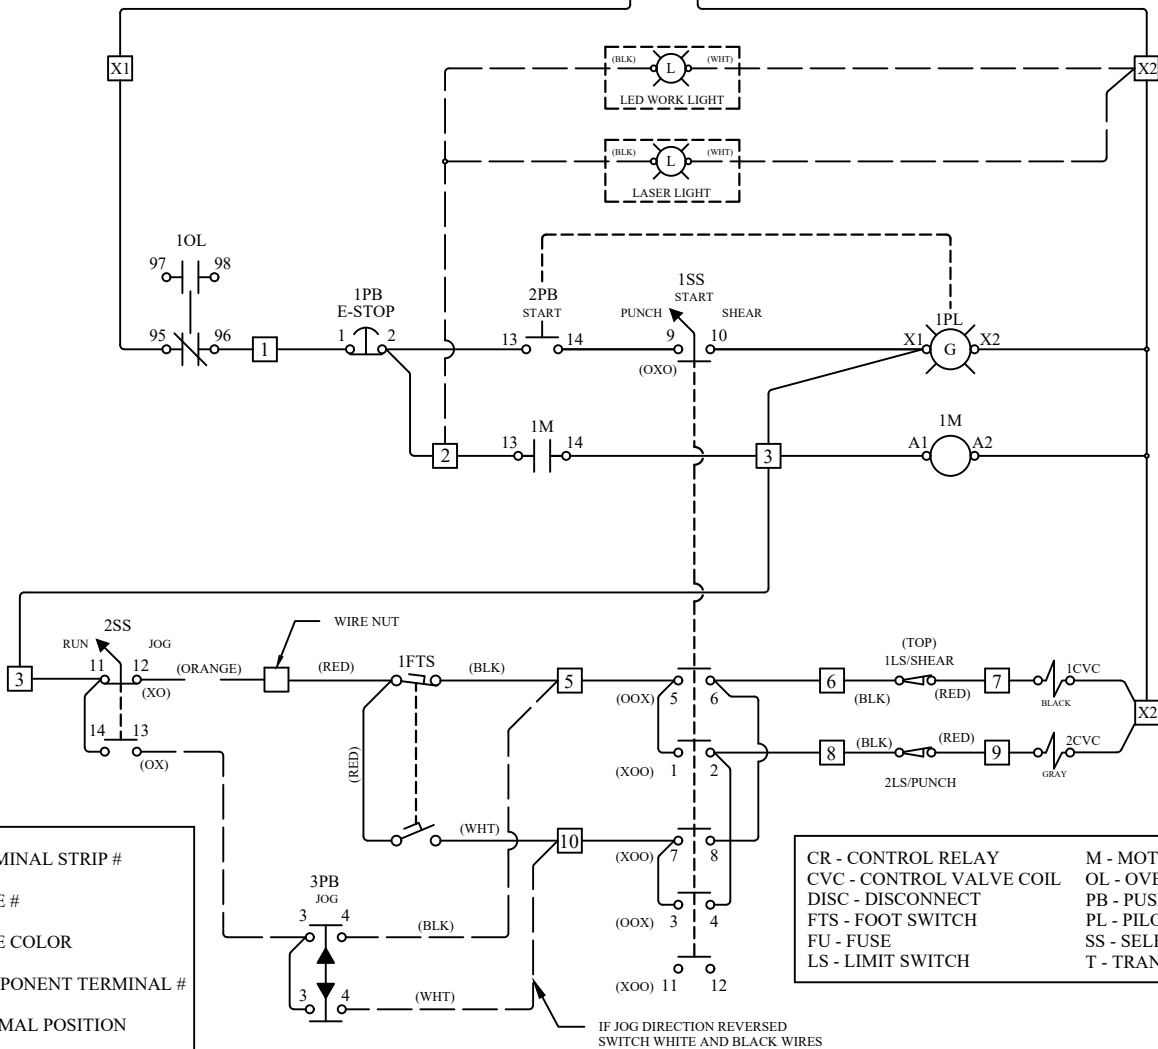 X1
X2
(BLK)
L
(WHT)
LED WORK LIGHT
(BLK)
L
(WHT)
LASER LIGHT
1OL
97
98
95
96
1
1PB
E-STOP
1
2
2PB
START
13
14
1SS
START
PUNCH
SHEAR
9
10
(OXO)
1PL
X1
G
X2
2
1M
13
14
3
1M
A1
A2
3
2SS
RUN
JOG
11
12
(XO)
(ORANGE)
WIRE NUT
(RED)
1FTS
(BLK)
5
(OOX)
5
6
6
(TOP)
1LS/SHEAR
(BLK)
(RED)
7
1CVC
BLACK
X2
14
13
(OX)
(RED)
(XOO)
1
2
8
(BLK)
(RED)
2LS/PUNCH
9
2CVC
GRAY
(WHT)
10
(XOO)
7
8
(OOX)
3
4
(XOO)
11
12
3PB
JOG
3
4
(BLK)
3
4
(WHT)
IF JOG DIRECTION REVERSED
SWITCH WHITE AND BLACK WIRES
MINAL STRIP #
E #
E COLOR
PONENT TERMINAL #
MAL POSITION
CR - CONTROL RELAY
CVC - CONTROL VALVE COIL
DISC - DISCONNECT
FTS - FOOT SWITCH
FU - FUSE
LS - LIMIT SWITCH
M - MOT
OL - OVE
PB - PUS
PL - PILO
SS - SELE
T - TRAN